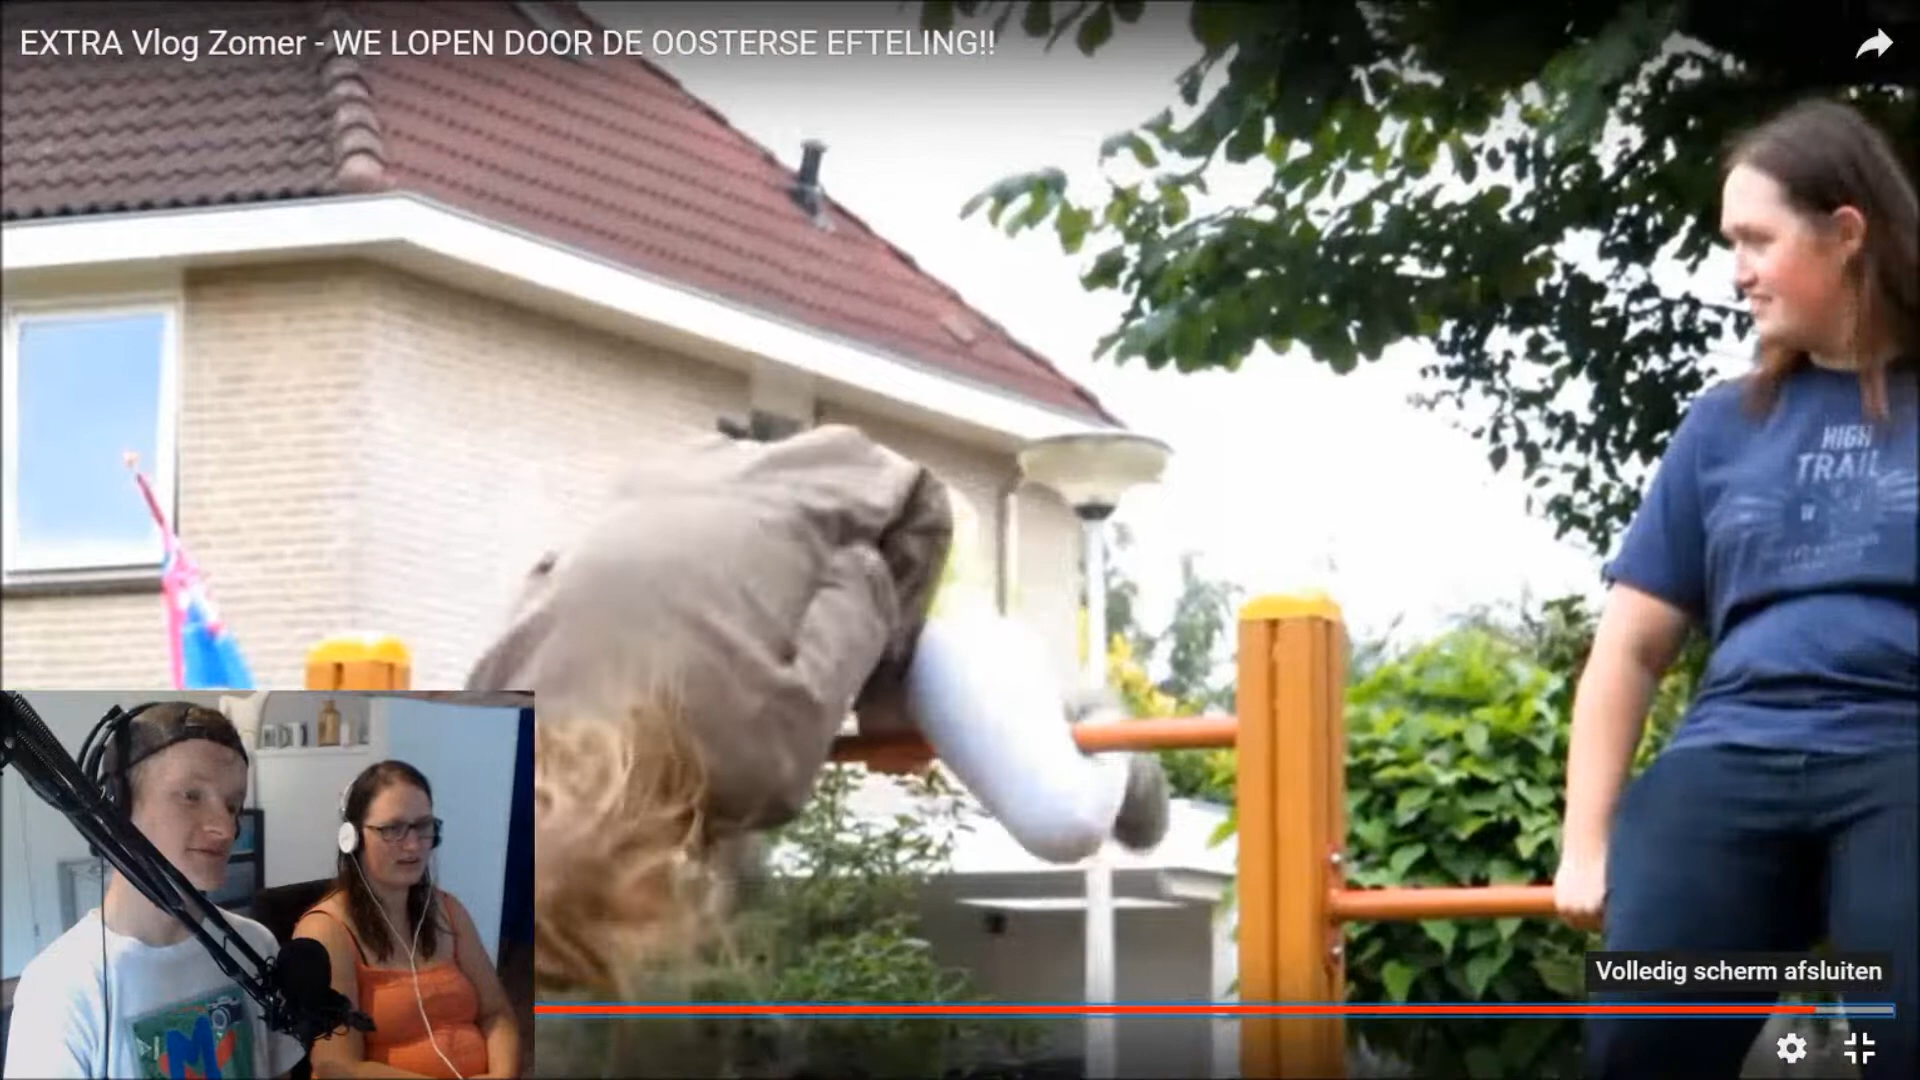 EXTRA Vlog Zomer - WE LOPEN DOOR DE OOSTERSE EFTELING!!
HIGH
TRAIL
W
M
Volledig scherm afsluiten